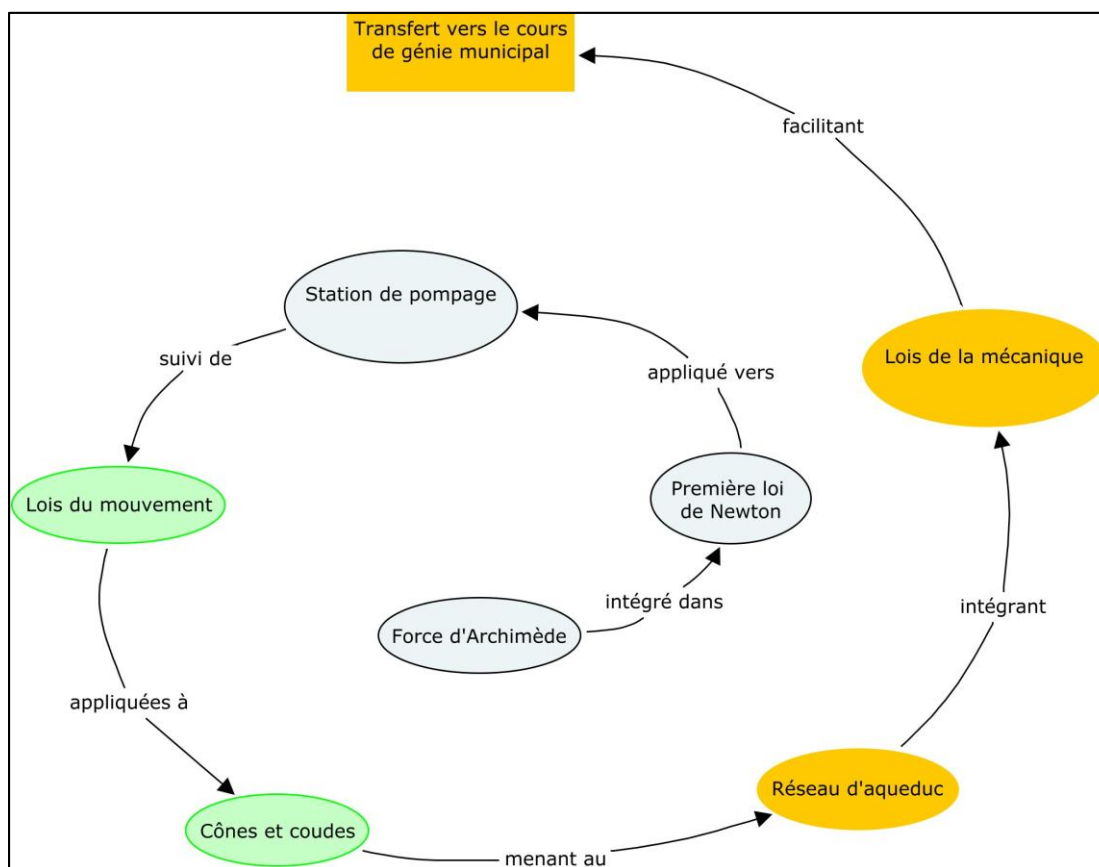 Transfert vers le cours
de génie municipal
facilitant
Station de pompage
Lois de la mécanique
suivi de
appliqué vers
Lois du mouvement
Première loi
de Newton
intégré dans
intégrant
Force d'Archimède
appliquées à
Réseau d'aqueduc
Cônes et coudes
menant au